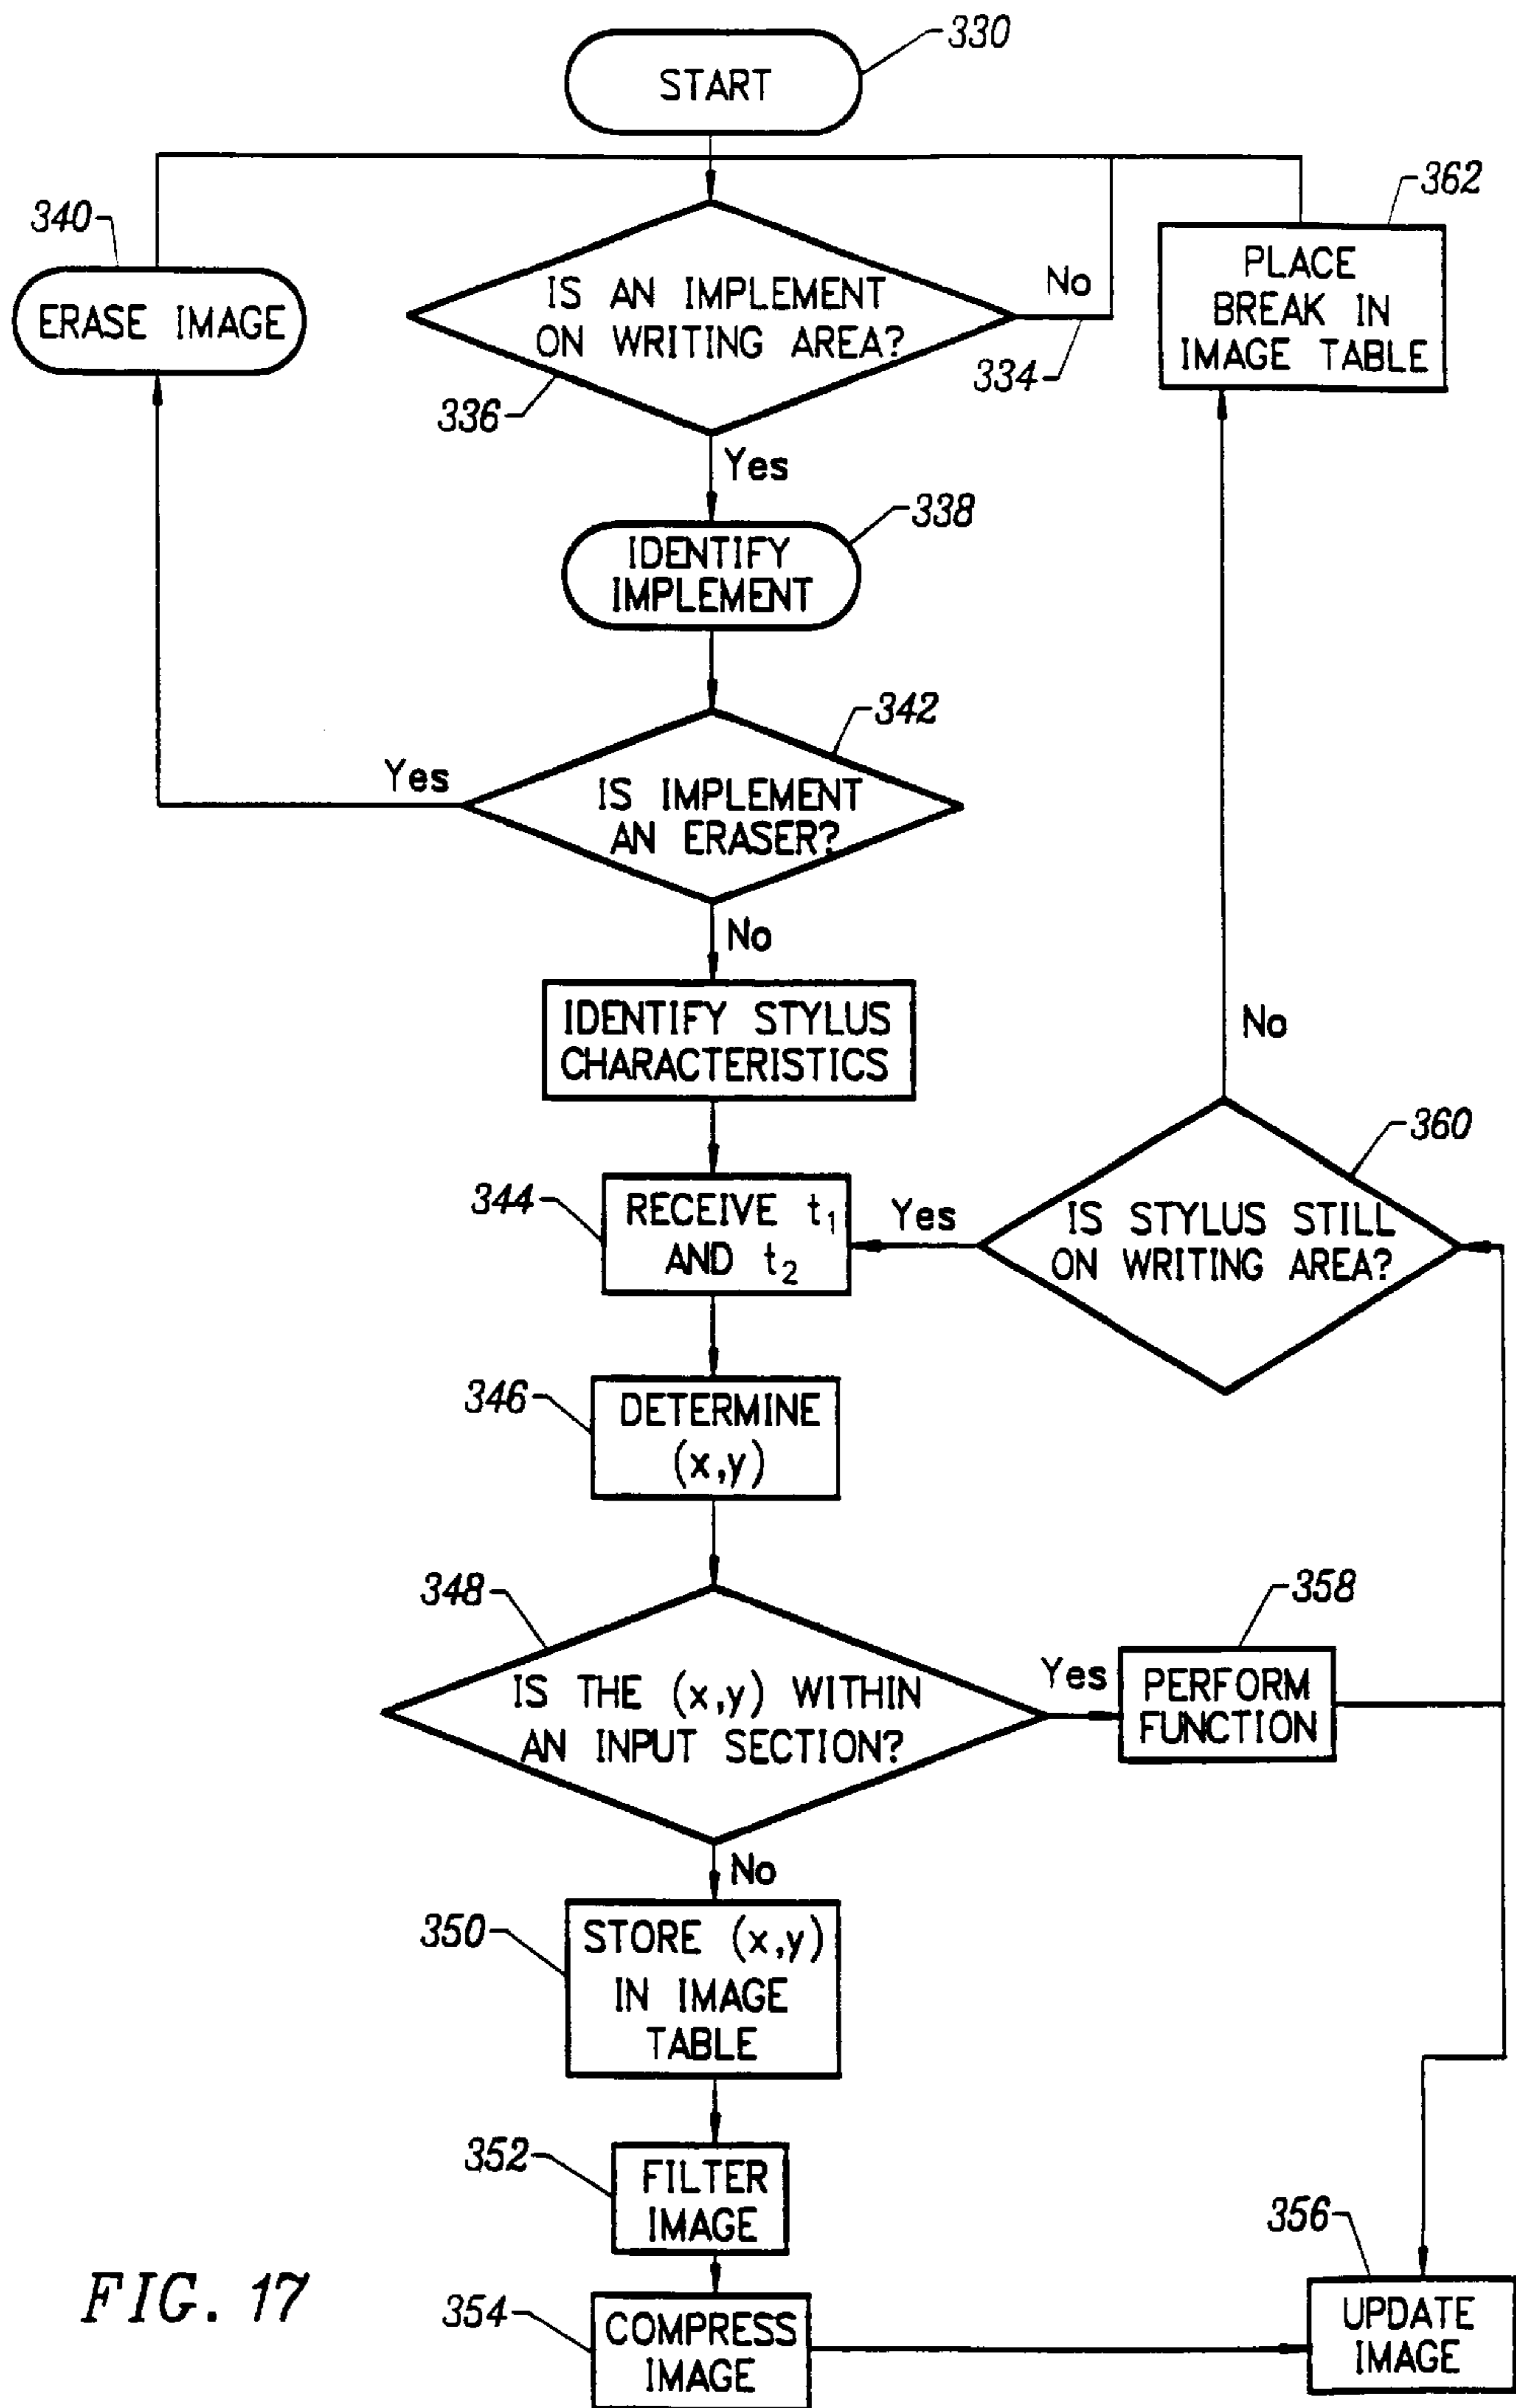 330
START
362
340
PLACE
BREAK IN
IMAGE TABLE
IS AN IMPLEMENT
ON WRITING AREA?
No
334
ERASE IMAGE
336
Yes
338
IDENTIFY
IMPLEMENT
342
Yes
IS IMPLEMENT
AN ERASER?
No
IDENTIFY STYLUS
CHARACTERISTICS
No
360
344
RECEIVE t1
AND t2
Yes
IS STYLUS STILL
ON WRITING AREA?
346
DETERMINE
(x,y)
348
358
IS THE (x,y) WITHIN
AN INPUT SECTION?
Yes
PERFORM
FUNCTION
No
350
STORE (x,y)
IN IMAGE
TABLE
352
FILTER
IMAGE
356
354
COMPRESS
IMAGE
UPDATE
IMAGE
FIG. 17